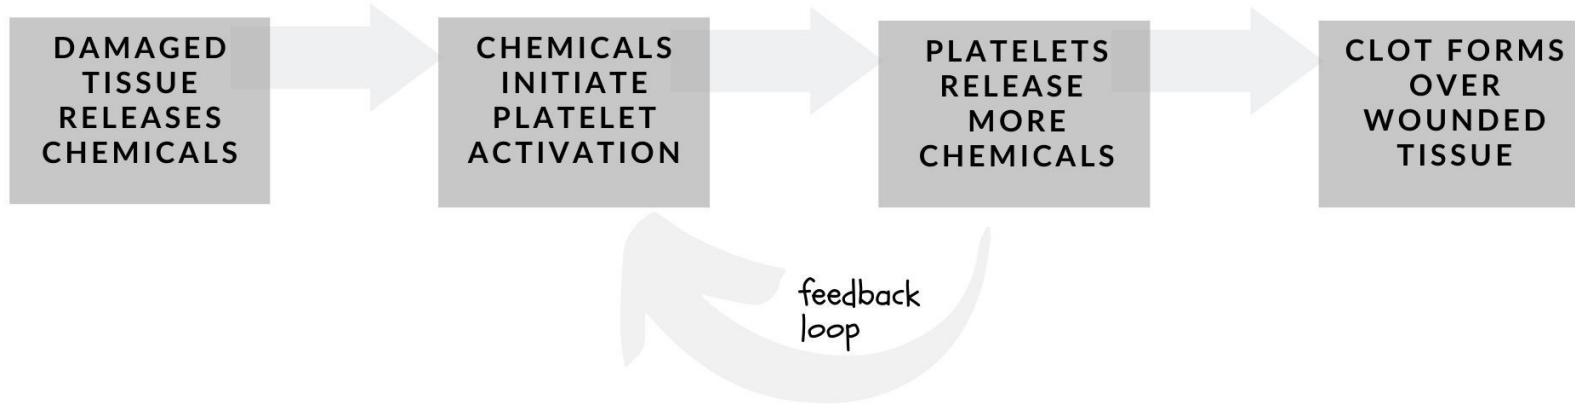 DAMAGED
TISSUE
RELEASES
CHEMICALS
CHEMICALS
INITIATE
PLATELET
ACTIVATION
PLATELETS
RELEASE
MORE
CHEMICALS
CLOT FORMS
OVER
WOUNDED
TISSUE
feedback
loop